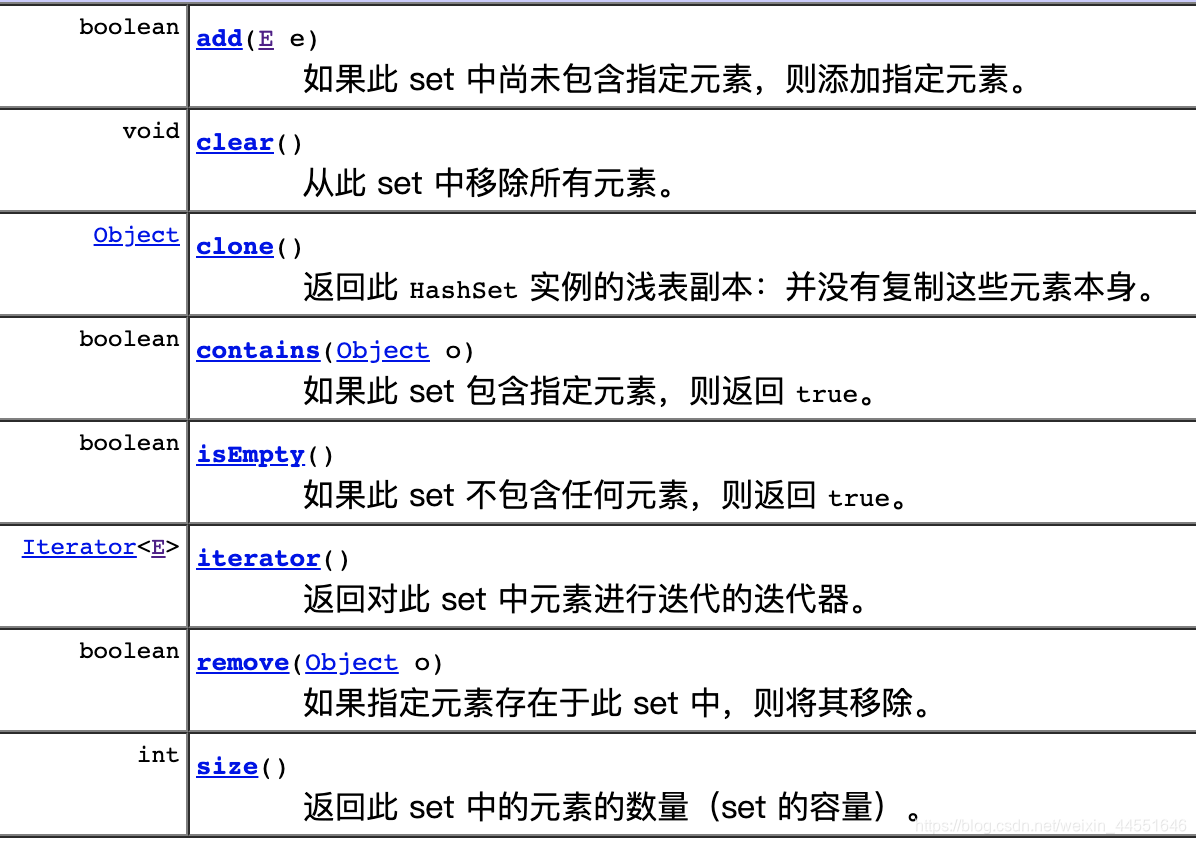 boolean add(E e)
如果此 set 中尚未包含指定元素，则添加指定元素。
void clear()
从此 set 中移除所有元素。
Object clone()
返回此 HashSet 实例的浅表副本：并没有复制这些元素本身。
boolean contains(Object o)
如果此 set 包含指定元素，则返回 true。
boolean isEmpty()
如果此 set 不包含任何元素，则返回 true。
Iterator<E> iterator()
返回对此 set 中元素进行迭代的迭代器。
boolean remove(Object o)
如果指定元素存在于此 set 中，则将其移除。
int size()
返回此 set 中的元素的数量（set 的容量）。
https://blog.csdn.net/weixin_44551646